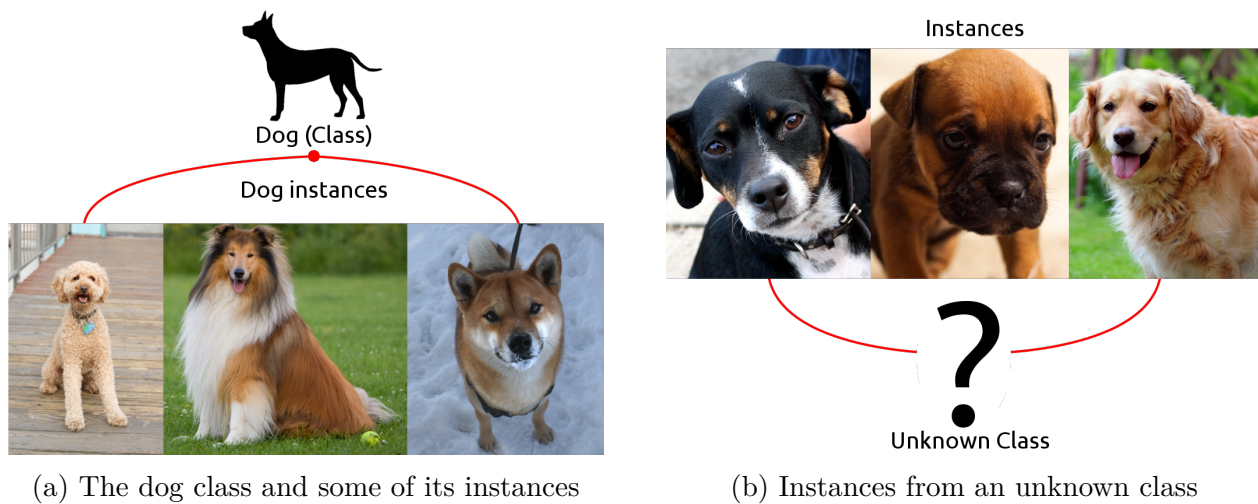 Dog (Class)
Dog instances
(a) The dog class and some of its instances
Instances
?
Unknown Class
(b) Instances from an unknown class